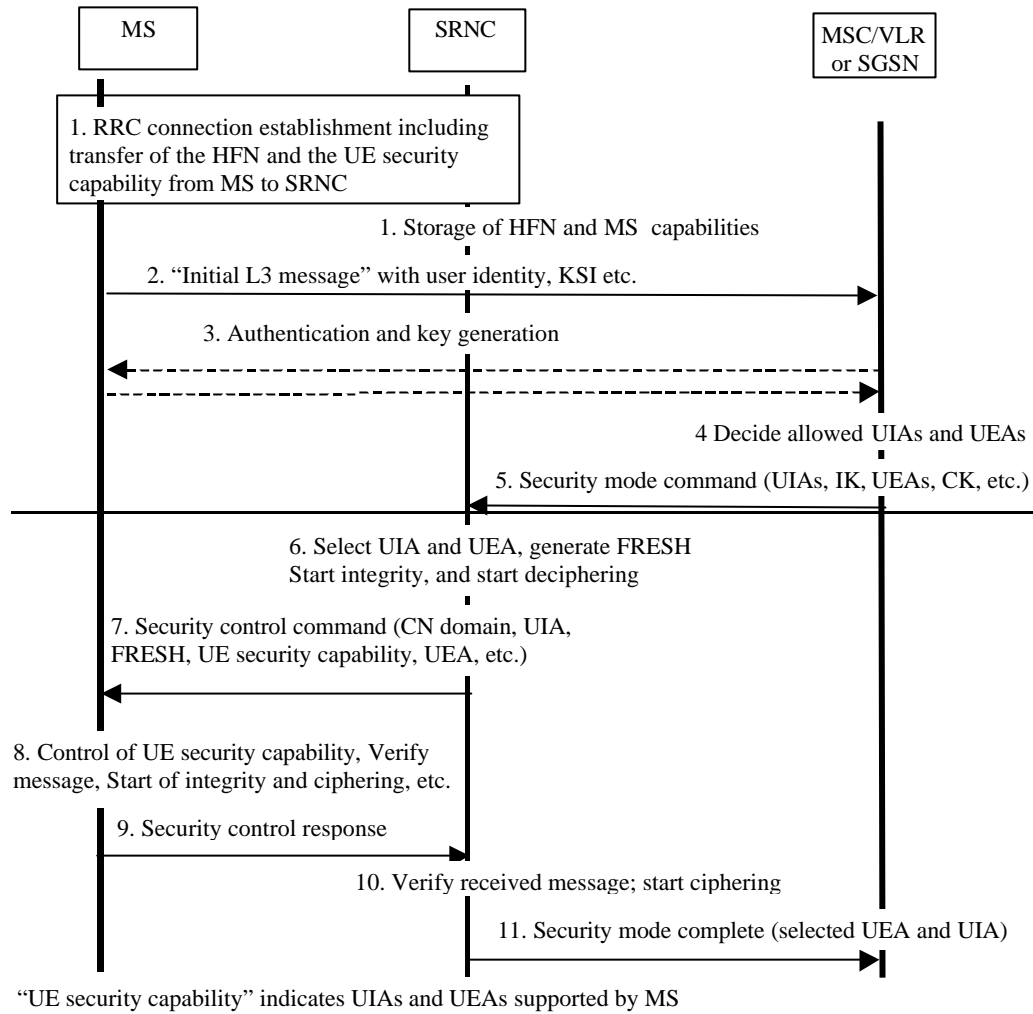 MS
SRNC
MSC/VLR
or SGSN
1. RRC connection establishment including
transfer of the HFN and the UE security
capability from MS to SRNC
1. Storage of HFN and MS capabilities
2. “Initial L3 message” with user identity, KSI etc.
3. Authentication and key generation
4 Decide allowed UIAs and UEAs
5. Security mode command (UIAs, IK, UEAs, CK, etc.)
6. Select UIA and UEA, generate FRESH
Start integrity, and start deciphering
7. Security control command (CN domain, UIA,
FRESH, UE security capability, UEA, etc.)
8. Control of UE security capability, Verify
message, Start of integrity and ciphering, etc.
9. Security control response
10. Verify received message; start ciphering
11. Security mode complete (selected UEA and UIA)
“UE security capability” indicates UIAs and UEAs supported by MS